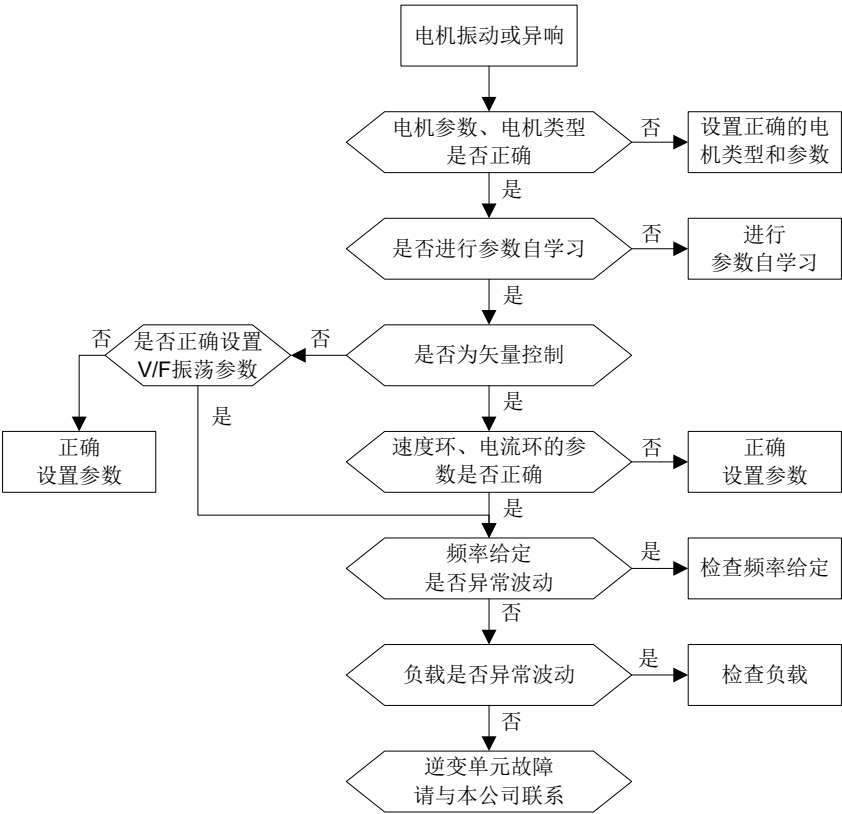 电机振动或异响
电机参数、电机类型
是否正确
否
设置正确的电
机类型和参数
是
是否进行参数自学习
否
进行
参数自学习
是
是否为矢量控制
否
是否正确设置
V/F振荡参数
否
正确
设置参数
是
是
速度环、电流环的参
数是否正确
否
正确
设置参数
是
频率给定
是否异常波动
是
检查频率给定
否
负载是否异常波动
是
检查负载
否
逆变单元故障
请与本公司联系